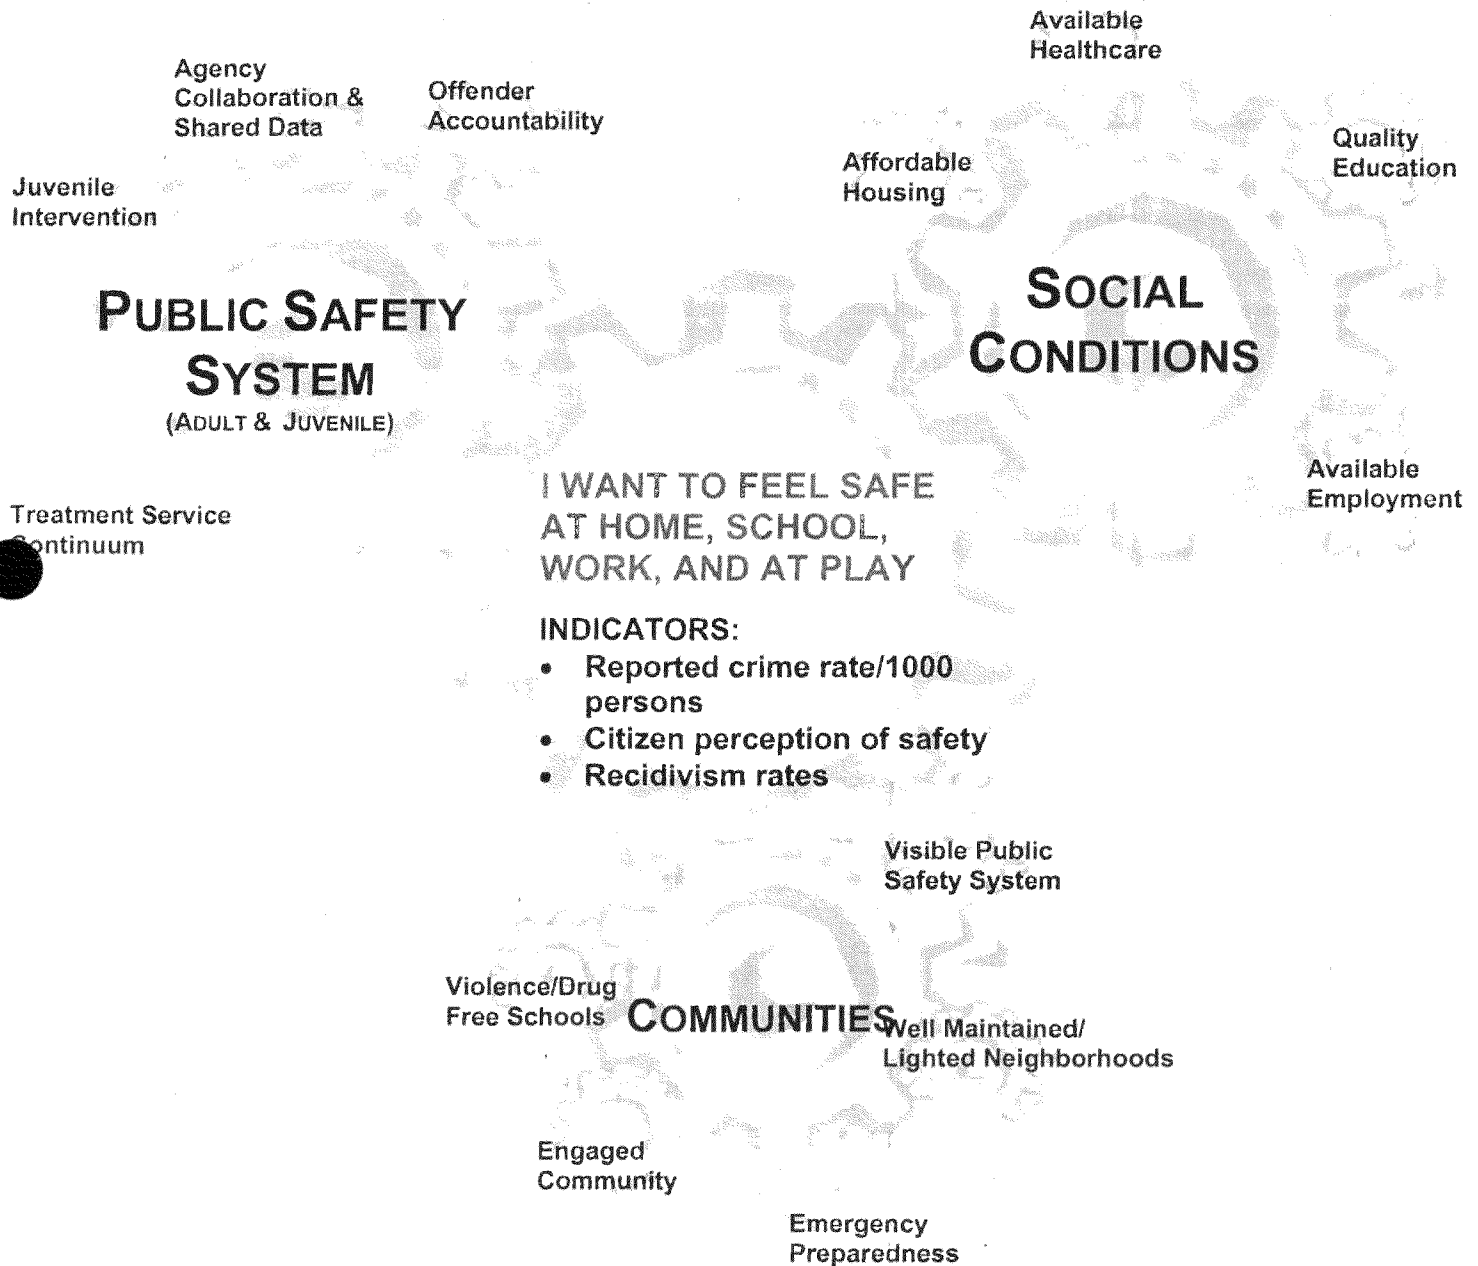 Available
Healthcare
Agency
Collaboration &
Shared Data
Offender
Accountability
Quality
Education
Affordable
Housing
Juvenile
Intervention
PUBLIC SAFETY
SYSTEM
(ADULT & JUVENILE)
SOCIAL
CONDITIONS
Available
Employment
Treatment Service
Continuum
I WANT TO FEEL SAFE
AT HOME, SCHOOL,
WORK, AND AT PLAY
INDICATORS:
• Reported crime rate/1000
persons
• Citizen perception of safety
• Recidivism rates
Visible Public
Safety System
Violence/Drug
Free Schools
COMMUNITIES
Well Maintained/
Lighted Neighborhoods
Engaged
Community
Emergency
Preparedness